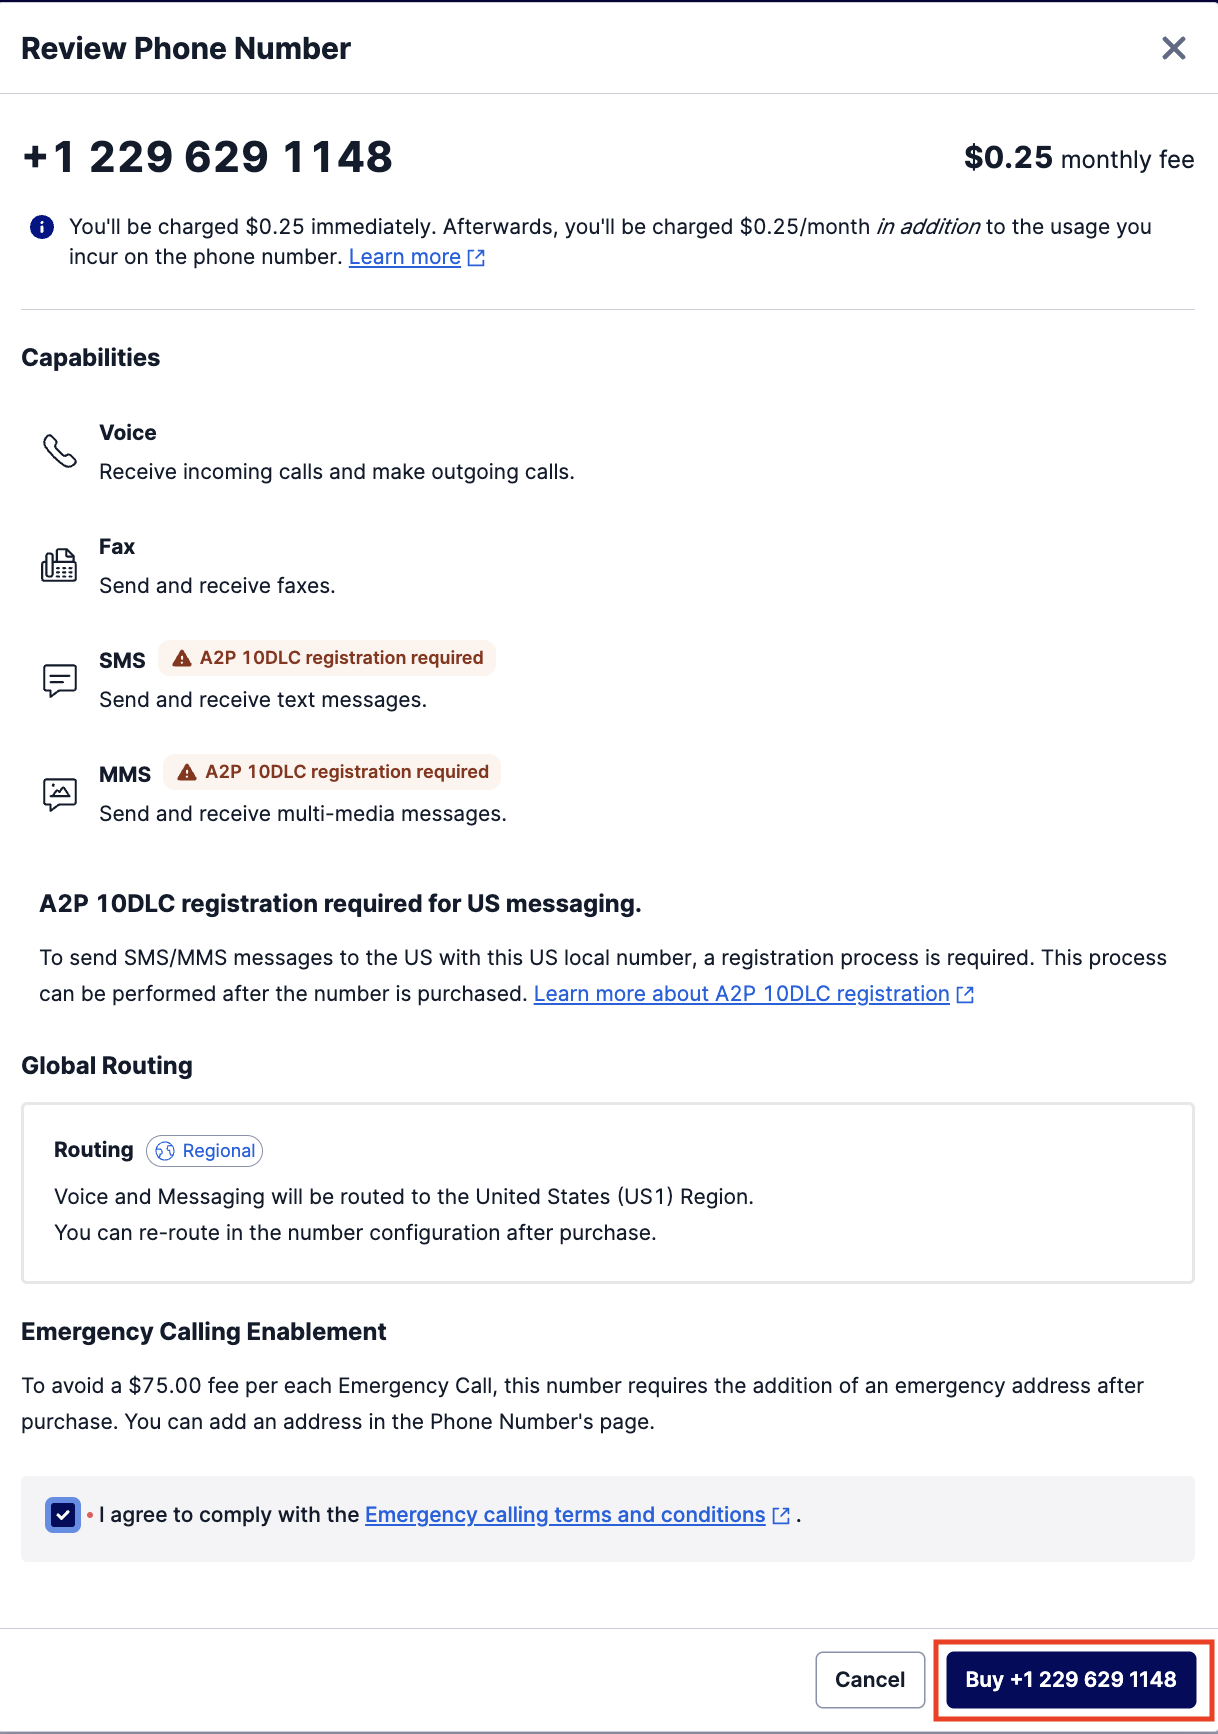 Review Phone Number
+1 229 629 1148
$0.25 monthly fee
You'll be charged $0.25 immediately. Afterwards, you'll be charged $0.25/month in addition to the usage you
incur on the phone number. Learn more
Capabilities
Voice
Receive incoming calls and make outgoing calls.
Fax
Send and receive faxes.
SMS A2P 10DLC registration required
Send and receive text messages.
MMS A2P 10DLC registration required
Send and receive multi-media messages.
A2P 10DLC registration required for US messaging.
To send SMS/MMS messages to the US with this US local number, a registration process is required. This process
can be performed after the number is purchased. Learn more about A2P 10DLC registration
Global Routing
Routing Regional
Voice and Messaging will be routed to the United States (US1) Region.
You can re-route in the number configuration after purchase.
Emergency Calling Enablement
To avoid a $75.00 fee per each Emergency Call, this number requires the addition of an emergency address after
purchase. You can add an address in the Phone Number's page.
I agree to comply with the Emergency calling terms and conditions .
Cancel
Buy +1 229 629 1148